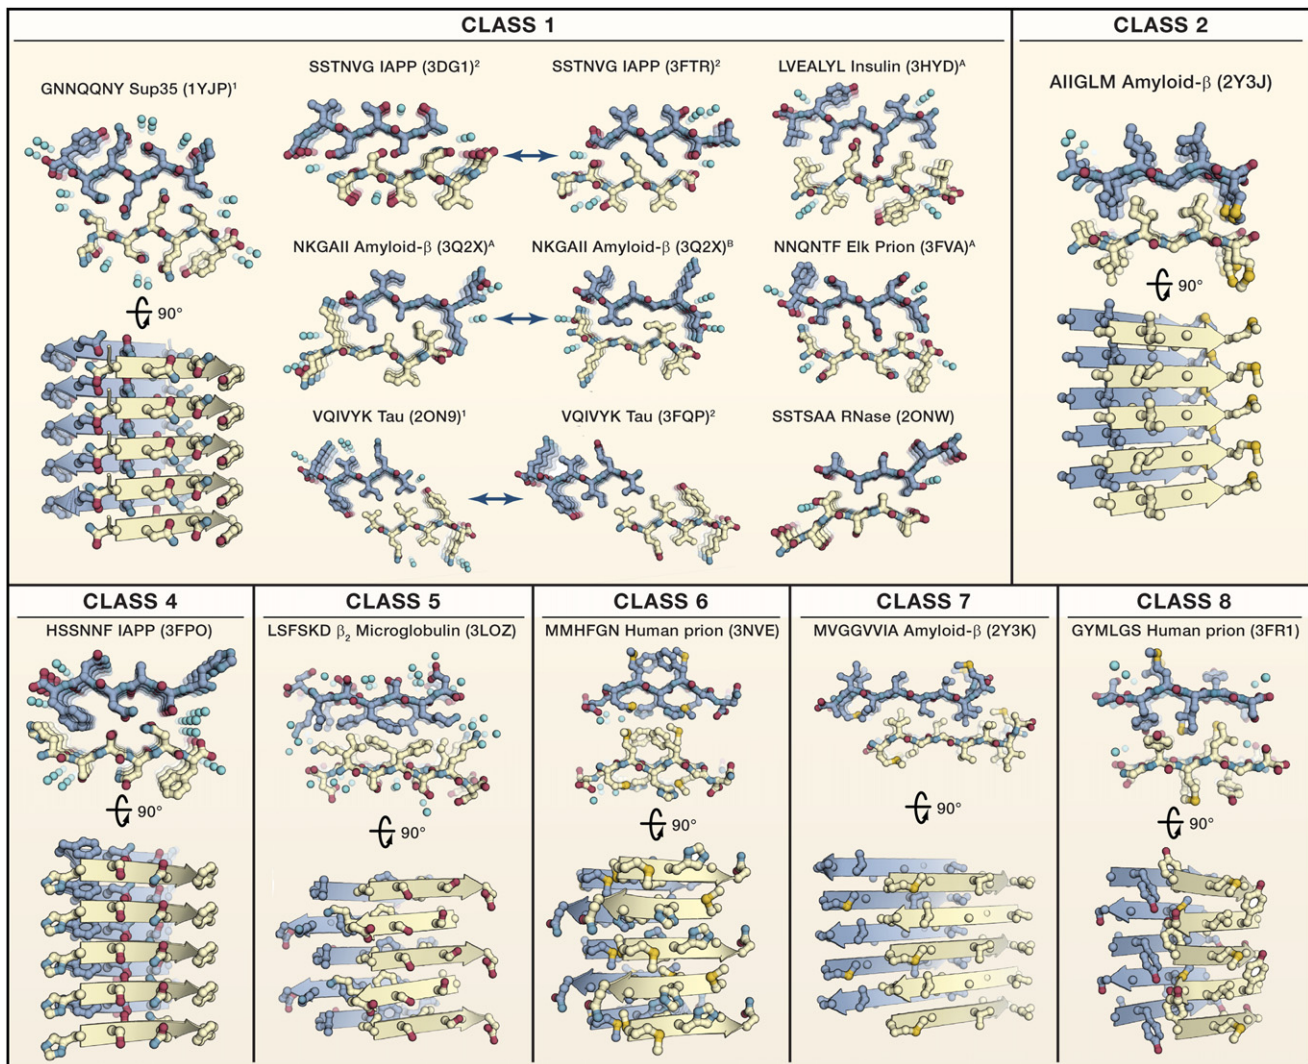 CLASS 1
GNNQQNY Sup35 (1YJP)¹
90°
SSTNVG IAPP (3DG1)²
SSTNVG IAPP (3FTR)²
LVEALYL Insulin (3HYD)ᴬ
NKGAII Amyloid-β (3Q2X)ᴬ
NKGAII Amyloid-β (3Q2X)ᴮ
NNQNTF Elk Prion (3FVA)ᴬ
VQIVYK Tau (2ON9)¹
VQIVYK Tau (3FQP)²
SSTSAA RNase (2ONW)
CLASS 2
AIIGLM Amyloid-β (2Y3J)
90°
CLASS 4
HSSNNF IAPP (3FPO)
90°
CLASS 5
LSFSKD β₂ Microglobulin (3LOZ)
90°
CLASS 6
MMHFGN Human prion (3NVE)
90°
CLASS 7
MVGGVVIA Amyloid-β (2Y3K)
90°
CLASS 8
GYMLGS Human prion (3FR1)
90°